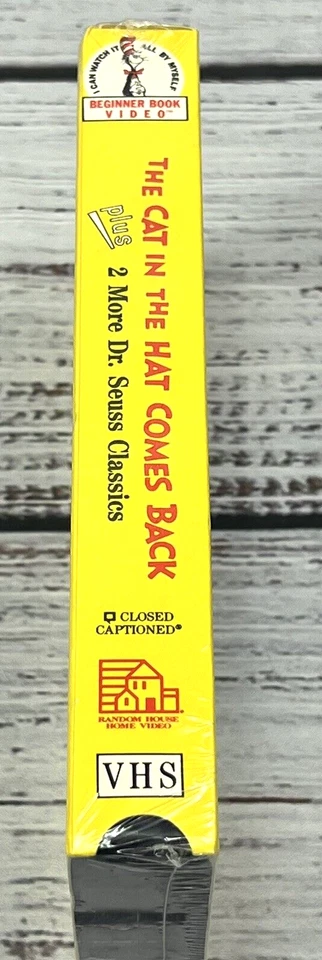 I CAN WATCH IT ALL BY MYSELF
BEGINNER BOOK
VIDEO™
THE CAT IN THE HAT COMES BACK
plus
2 More Dr. Seuss Classics
CLOSED
CAPTIONED®
RANDOM HOUSE
HOME VIDEO
VHS